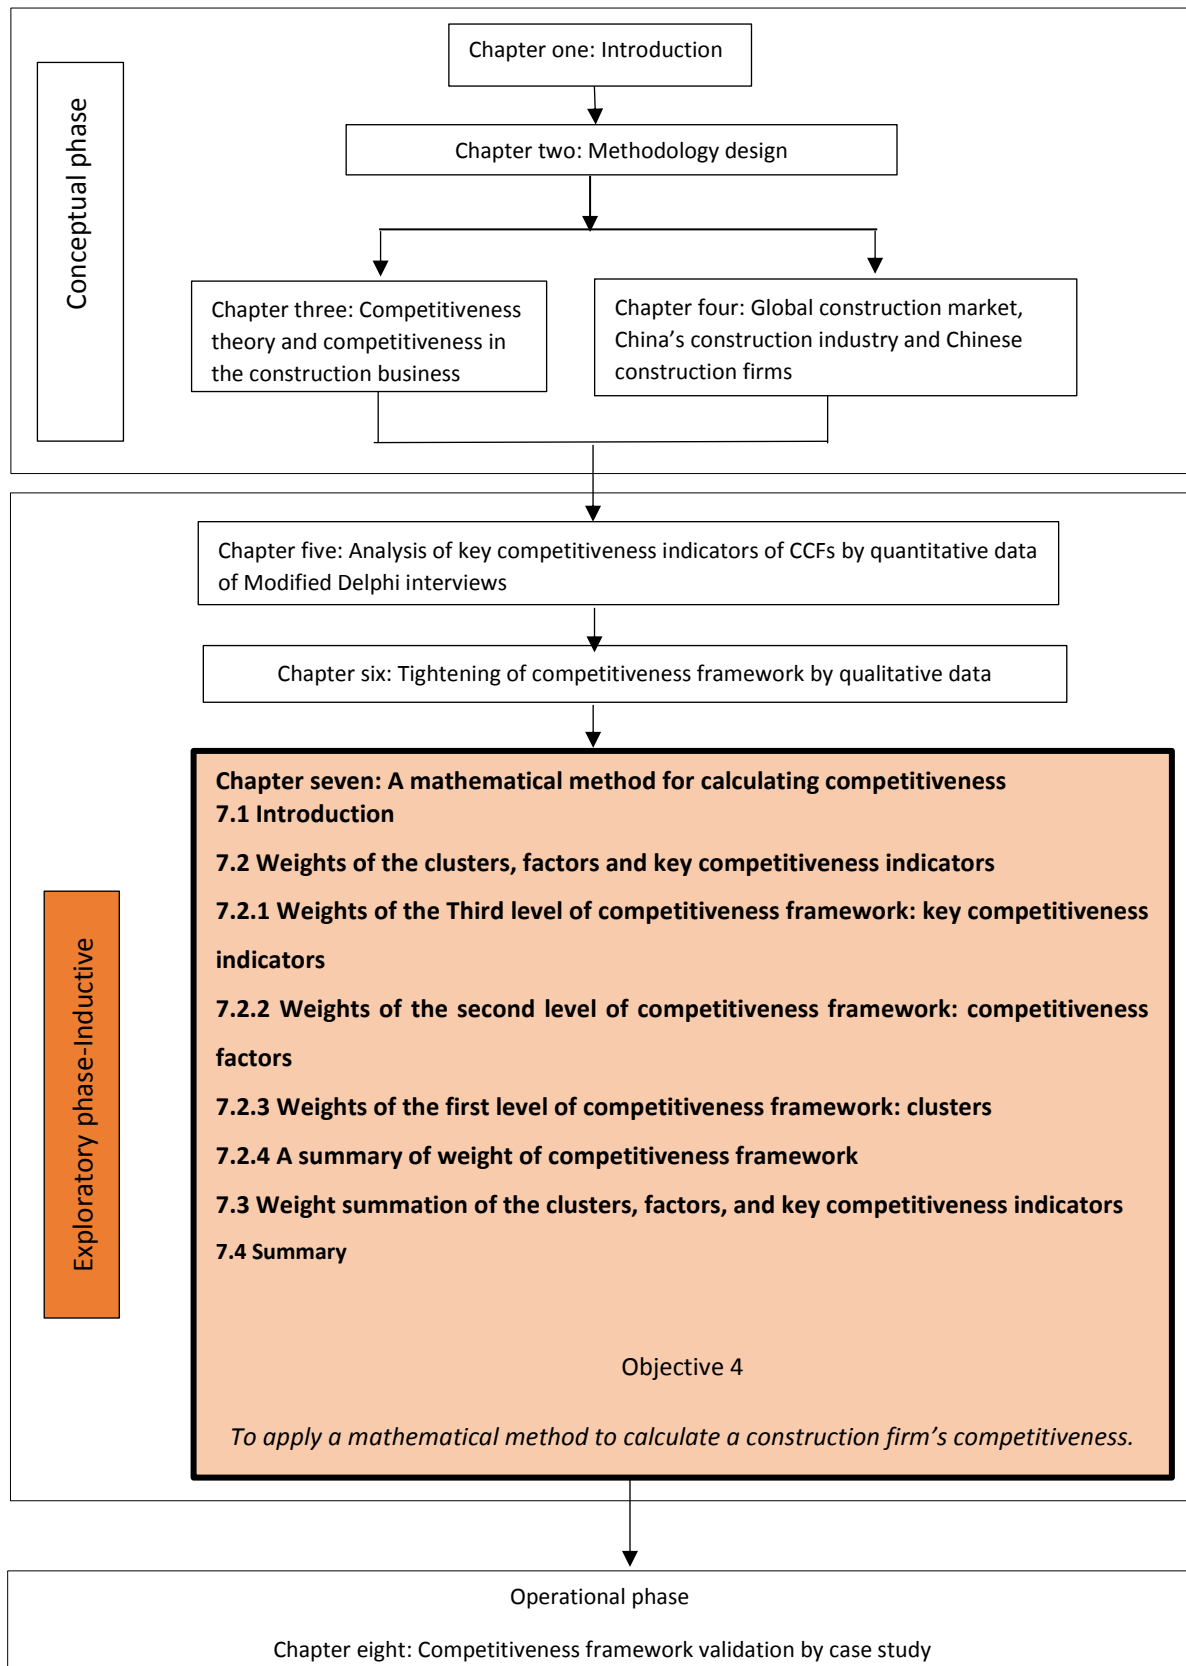 Chapter one: Introduction
Conceptual phase
Chapter two: Methodology design
Chapter three: Competitiveness
theory and competitiveness in
the construction business
Chapter four: Global construction market,
China’s construction industry and Chinese
construction firms
Chapter five: Analysis of key competitiveness indicators of CCFs by quantitative data
of Modified Delphi interviews
Chapter six: Tightening of competitiveness framework by qualitative data
Exploratory phase-Inductive
Chapter seven: A mathematical method for calculating competitiveness
7.1 Introduction
7.2 Weights of the clusters, factors and key competitiveness indicators
7.2.1 Weights of the Third level of competitiveness framework: key competitiveness
indicators
7.2.2 Weights of the second level of competitiveness framework: competitiveness
factors
7.2.3 Weights of the first level of competitiveness framework: clusters
7.2.4 A summary of weight of competitiveness framework
7.3 Weight summation of the clusters, factors, and key competitiveness indicators
7.4 Summary
Objective 4
To apply a mathematical method to calculate a construction firm’s competitiveness.
Operational phase
Chapter eight: Competitiveness framework validation by case study